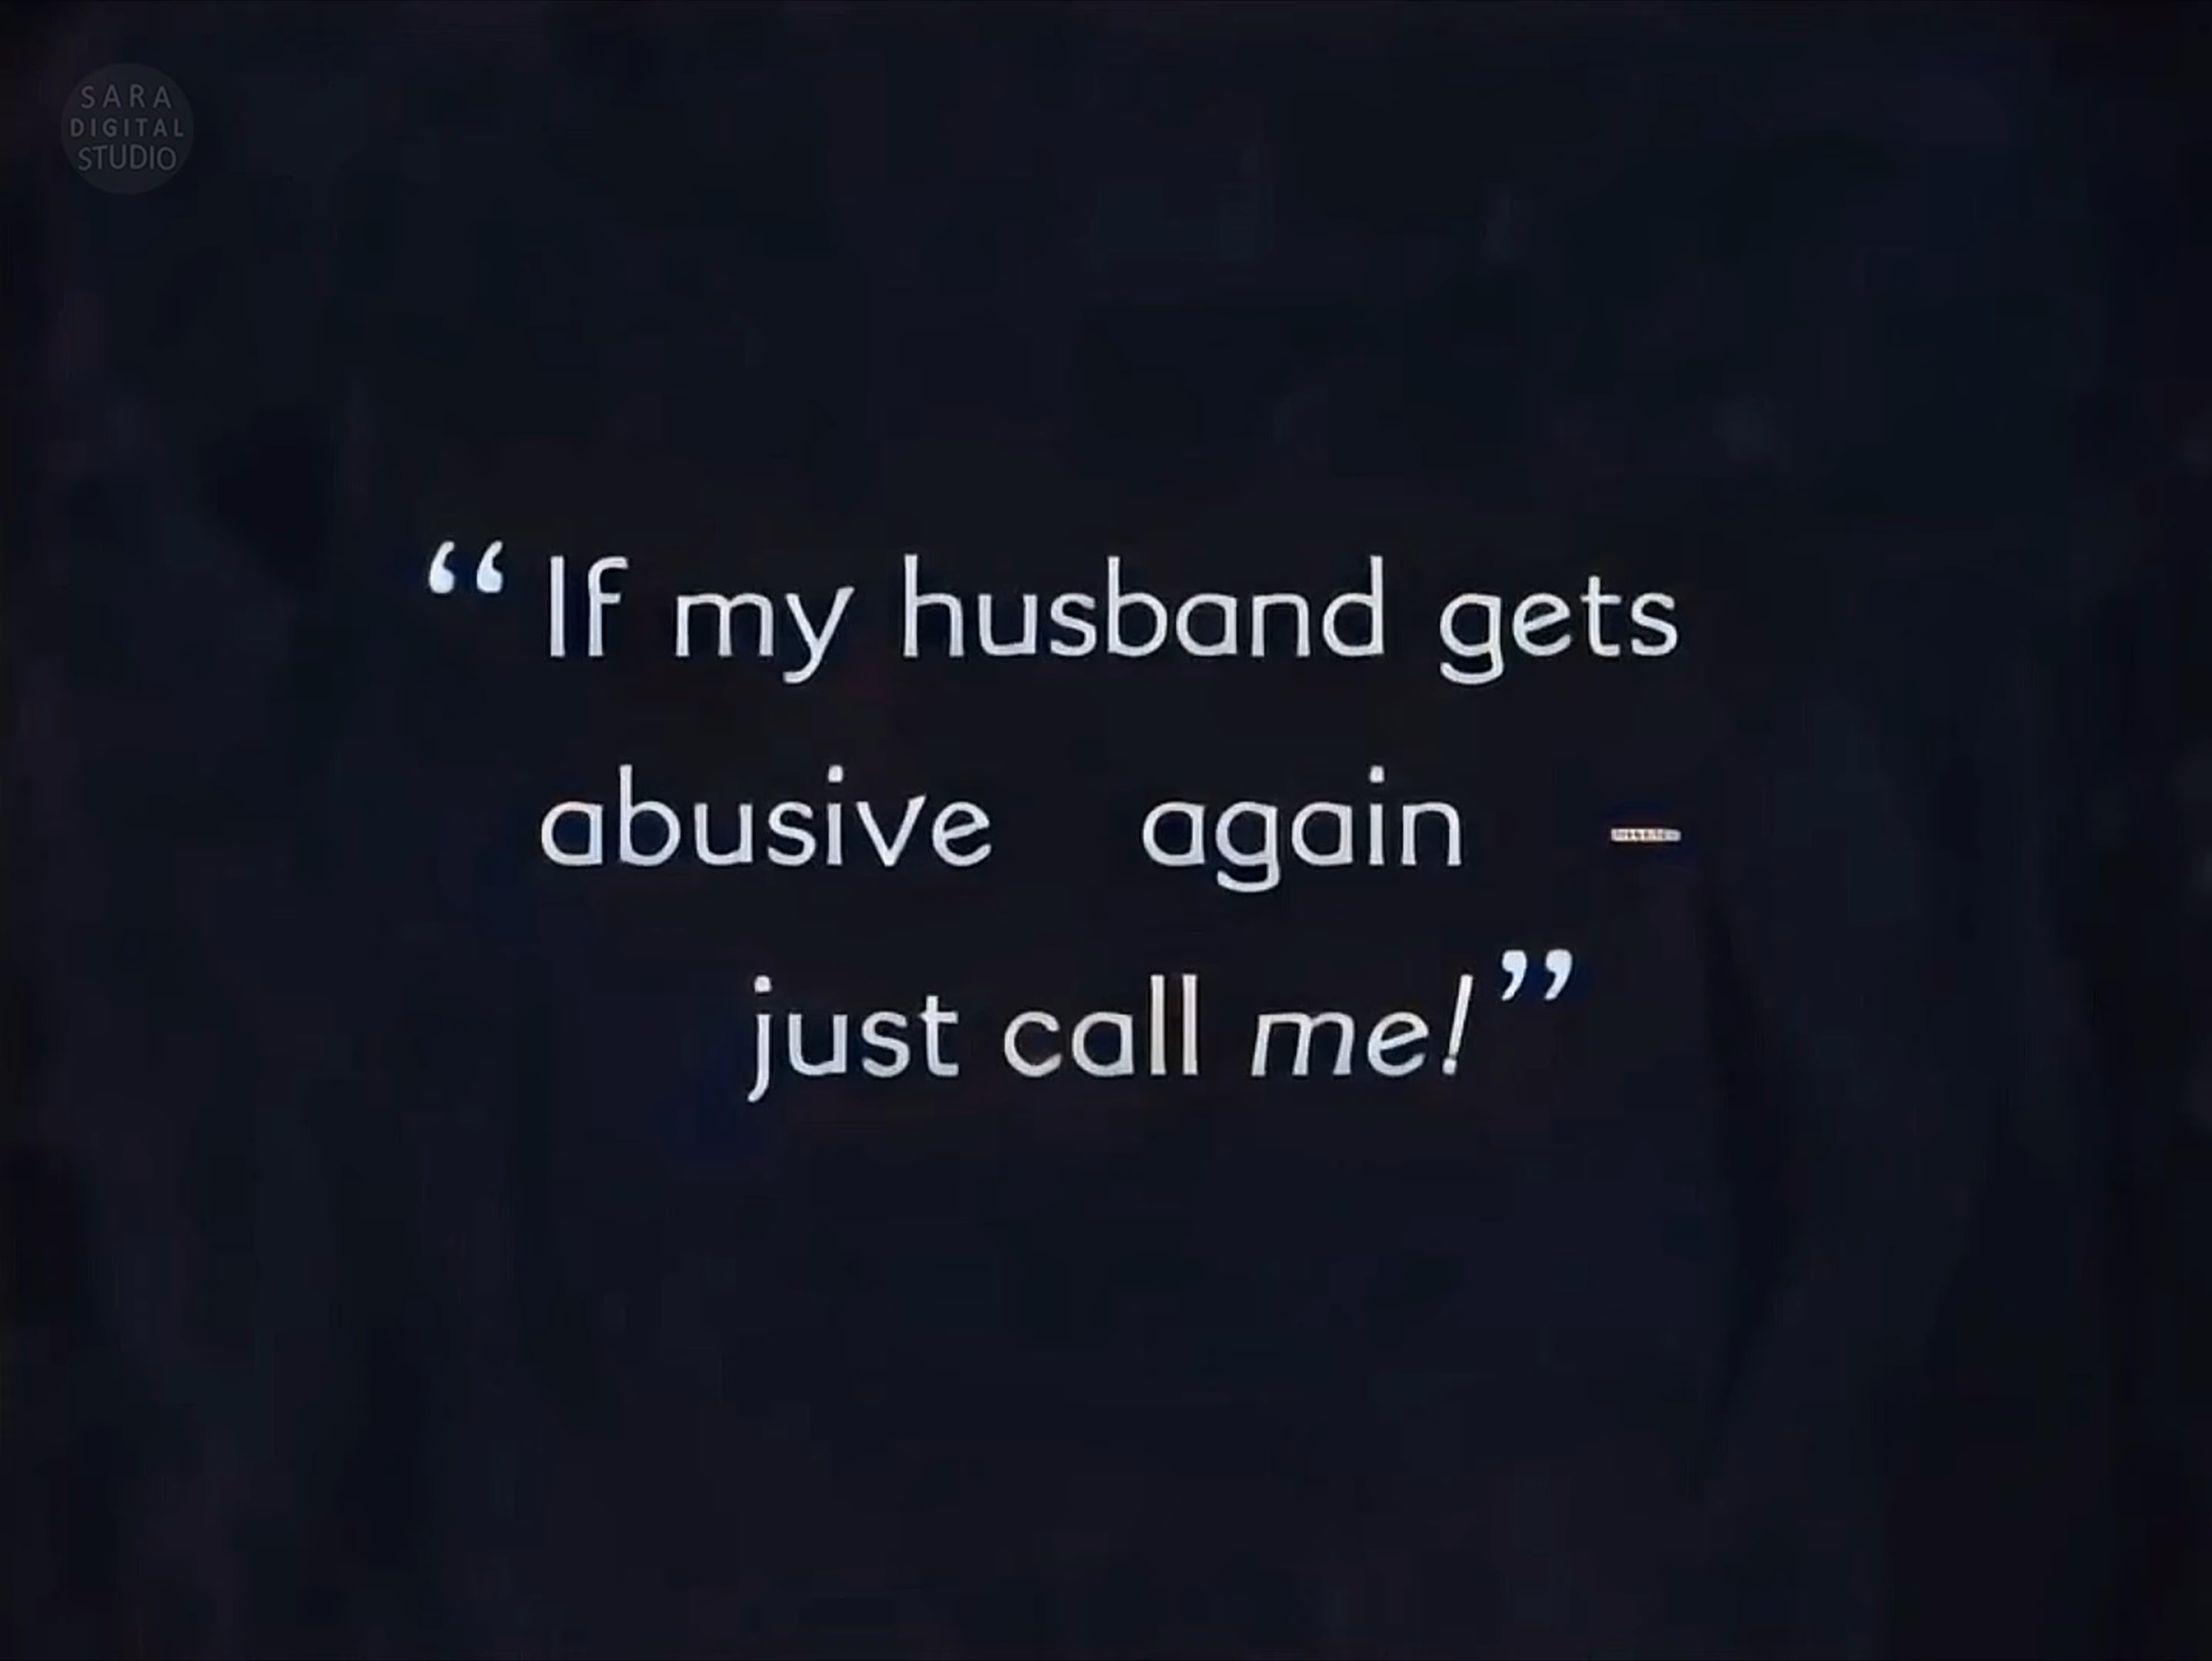 SARA
DIGITAL
STUDIO
“If my husband gets
abusive again -
just call me!”